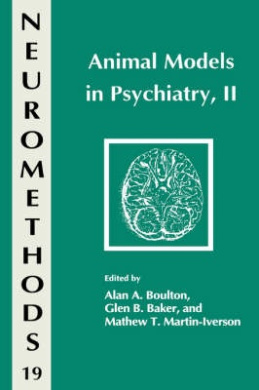 NEUROMETHODS
19
Animal Models
in Psychiatry, II
Edited by
Alan A. Boulton,
Glen B. Baker, and
Mathew T. Martin-Iverson